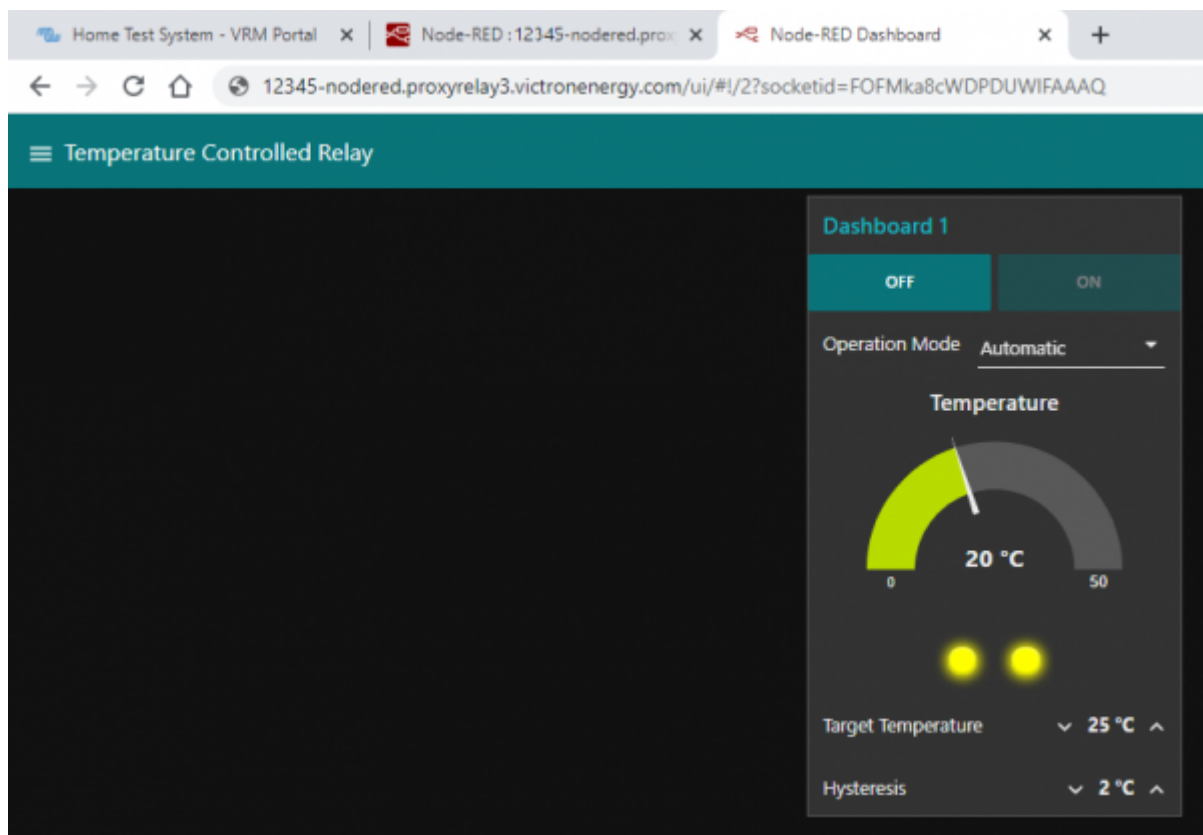 Home Test System - VRM Portal
Node-RED : 12345-nodered.prox
Node-RED Dashboard
12345-nodered.proxyrelay3.victronenergy.com/ui/#!/2?socketid=FOFMka8cWDPDUWIFAAAQ
Temperature Controlled Relay
Dashboard 1
OFF ON
Operation Mode Automatic
Temperature
20 °C
0 50
Target Temperature 25 °C
Hysteresis 2 °C